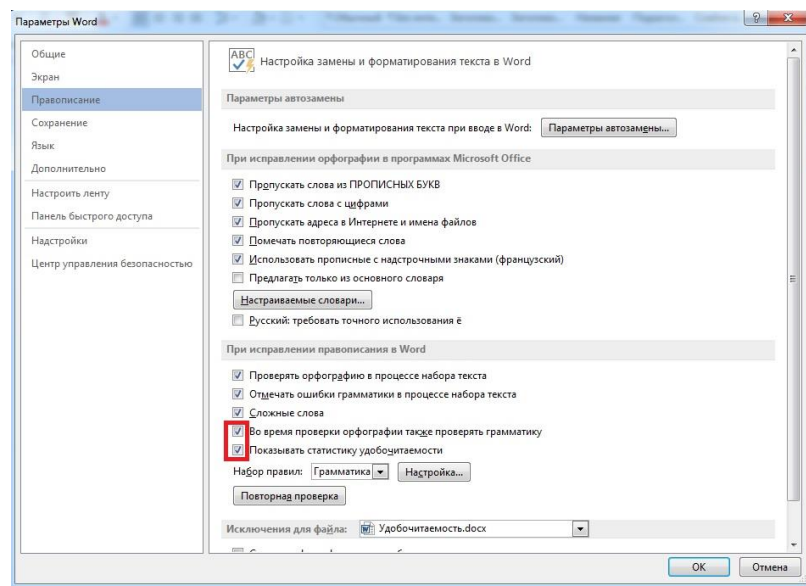 Параметры Word
Общие
Экран
Правописание
Сохранение
Язык
Дополнительно
Настроить ленту
Панель быстрого доступа
Надстройки
Центр управления безопасностью
ABC
Настройка замены и форматирования текста в Word
Параметры автозамены
Настройка замены и форматирования текста при вводе в Word: Параметры автозамены...
При исправлении орфографии в программах Microsoft Office
Пропускать слова из ПРОПИСНЫХ БУКВ
Пропускать слова с цифрами
Пропускать адреса в Интернете и имена файлов
Помечать повторяющиеся слова
Использовать прописные с надстрочными знаками (французский)
Предлагать только из основного словаря
Настраиваемые словари...
Русский: требовать точного использования ё
При исправлении правописания в Word
Проверять орфографию в процессе набора текста
Отмечать ошибки грамматики в процессе набора текста
Сложные слова
Во время проверки орфографии также проверять грамматику
Показывать статистику удобочитаемости
Набор правил: Грамматика Настройка...
Повторная проверка
Исключения для файла: Удобочитаемость.docx
ОК Отмена